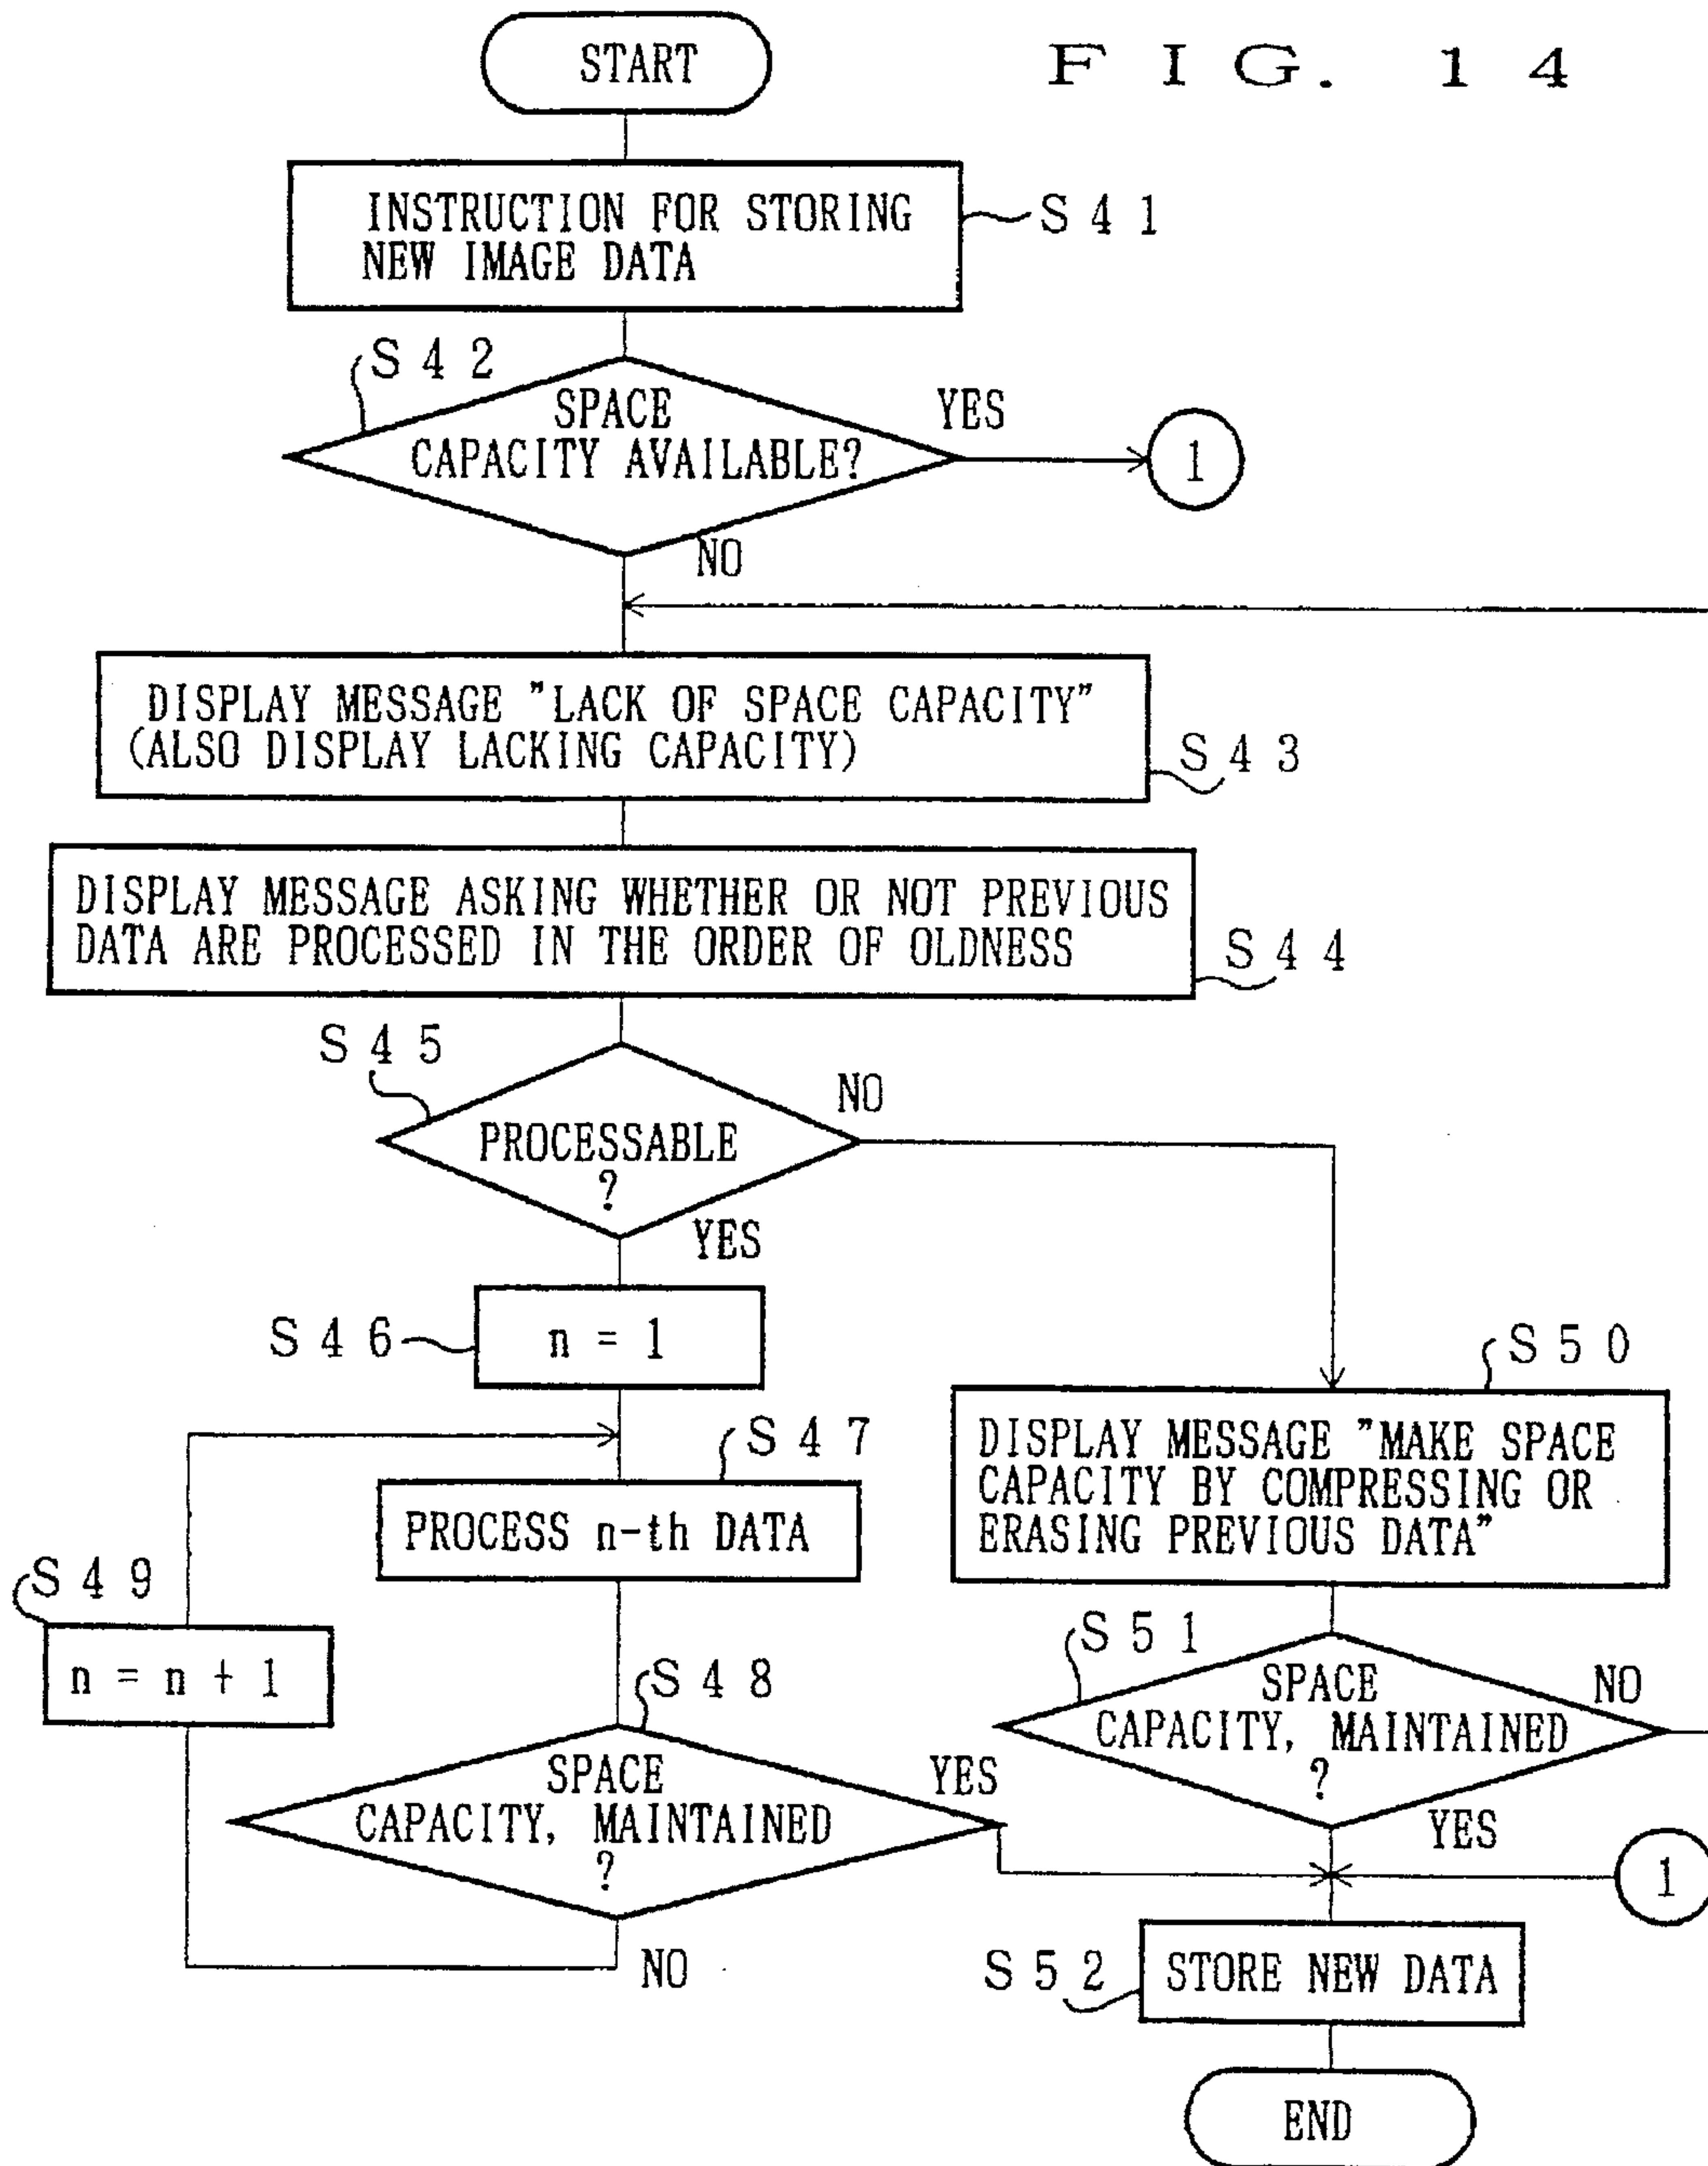 START
F I G. 1 4
INSTRUCTION FOR STORING
NEW IMAGE DATA
S 4 1
S 4 2
SPACE
CAPACITY AVAILABLE?
YES
1
NO
DISPLAY MESSAGE "LACK OF SPACE CAPACITY"
(ALSO DISPLAY LACKING CAPACITY)
S 4 3
DISPLAY MESSAGE ASKING WHETHER OR NOT PREVIOUS
DATA ARE PROCESSED IN THE ORDER OF OLDNESS
S 4 4
S 4 5
PROCESSABLE
?
NO
YES
S 4 6
n = 1
S 4 7
PROCESS n-th DATA
S 4 9
n = n + 1
S 4 8
SPACE
CAPACITY, MAINTAINED
?
YES
NO
S 5 0
DISPLAY MESSAGE "MAKE SPACE
CAPACITY BY COMPRESSING OR
ERASING PREVIOUS DATA"
S 5 1
SPACE
CAPACITY, MAINTAINED
?
NO
YES
1
S 5 2
STORE NEW DATA
END